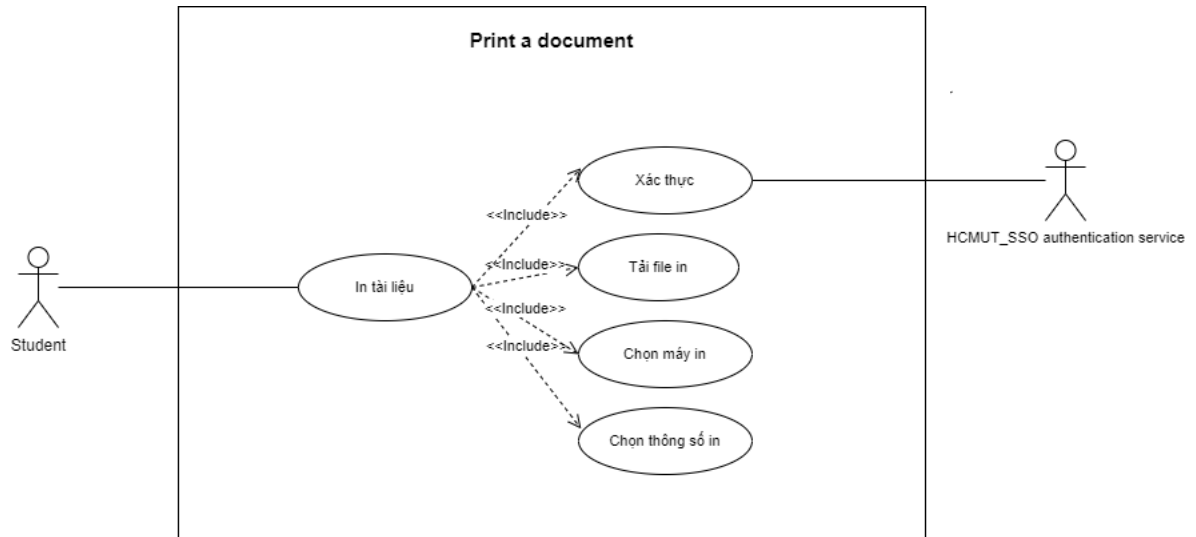 Print a document
Xác thực
<<Include>>
HCMUT_SSO authentication service
<<Include>>
Tải file in
In tài liệu
<<Include>>
Student
<<Include>>
Chọn máy in
Chọn thông số in